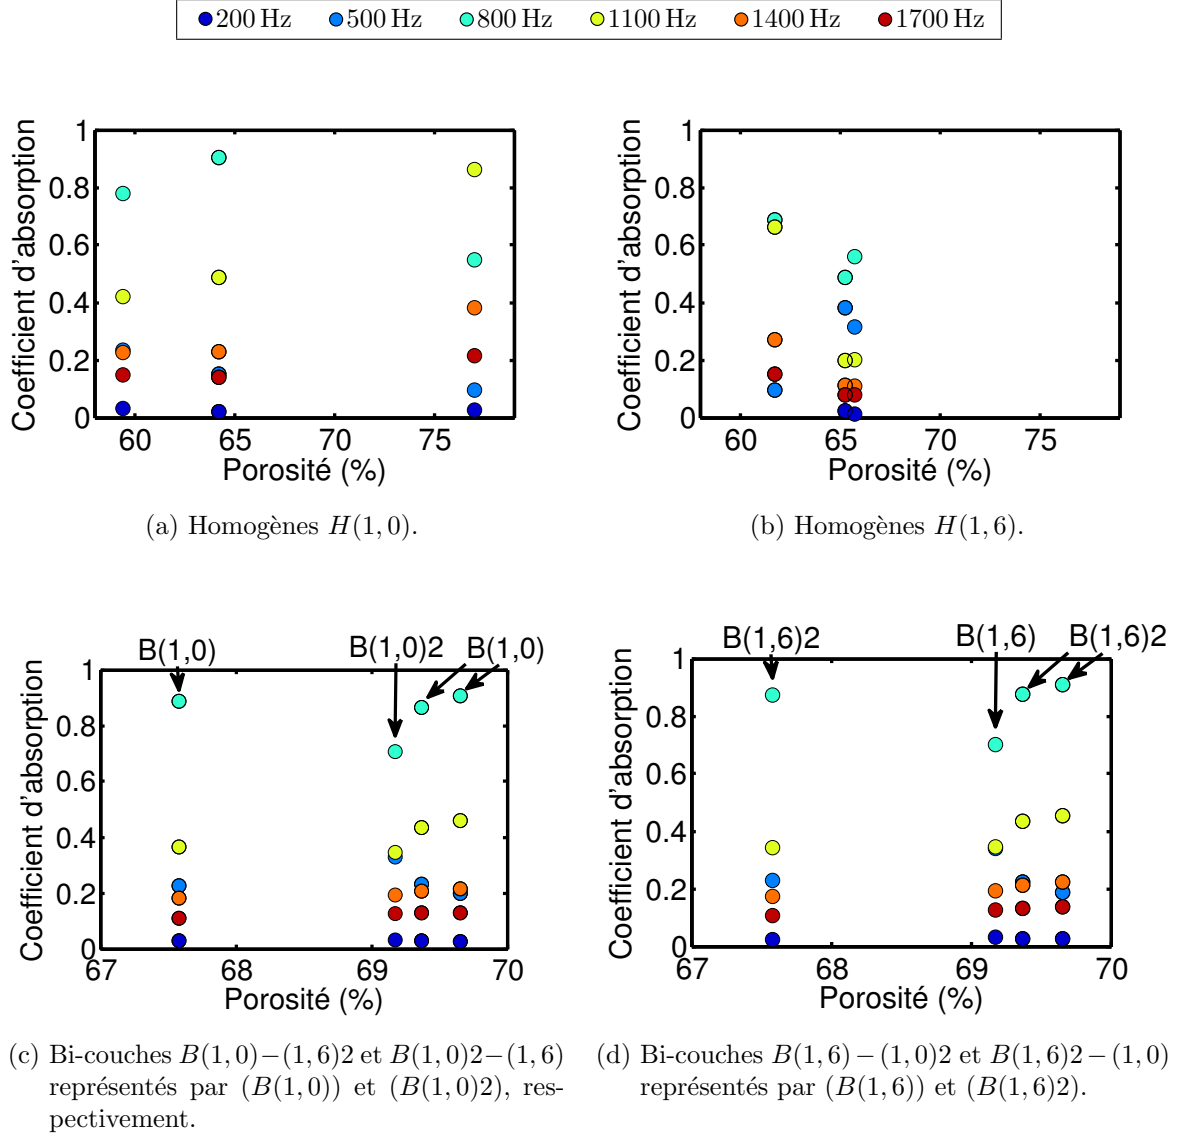 200 Hz 500 Hz 800 Hz 1100 Hz 1400 Hz 1700 Hz
Coefficient d'absorption
1
0.8
0.6
0.4
0.2
0
60 65 70 75
Porosité (%)
(a) Homogènes H(1, 0).
Coefficient d'absorption
1
0.8
0.6
0.4
0.2
0
60 65 70 75
Porosité (%)
(b) Homogènes H(1, 6).
B(1,0) B(1,0)2 B(1,0)
Coefficient d'absorption
1
0.8
0.6
0.4
0.2
0
67 68 69 70
Porosité (%)
(c) Bi-couches B(1, 0)−(1, 6)2 et B(1, 0)2−(1, 6)
représentés par (B(1, 0)) et (B(1, 0)2), res-
pectivement.
B(1,6)2 B(1,6) B(1,6)2
Coefficient d'absorption
1
0.8
0.6
0.4
0.2
0
67 68 69 70
Porosité (%)
(d) Bi-couches B(1, 6)−(1, 0)2 et B(1, 6)2−(1, 0)
représentés par (B(1, 6)) et (B(1, 6)2).